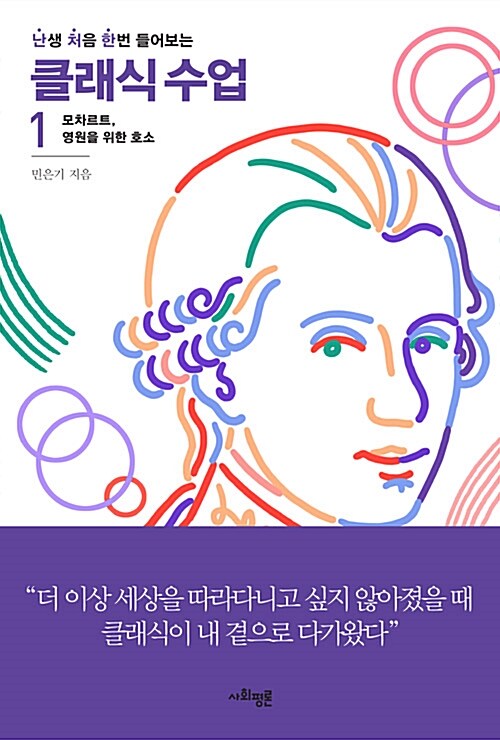 난생 처음 한번 들어보는
클래식 수업
1
모차르트,
영원을 위한 호소
민은기 지음
“더 이상 세상을 따라다니고 싶지 않아졌을 때
클래식이 내 곁으로 다가왔다”
사회평론